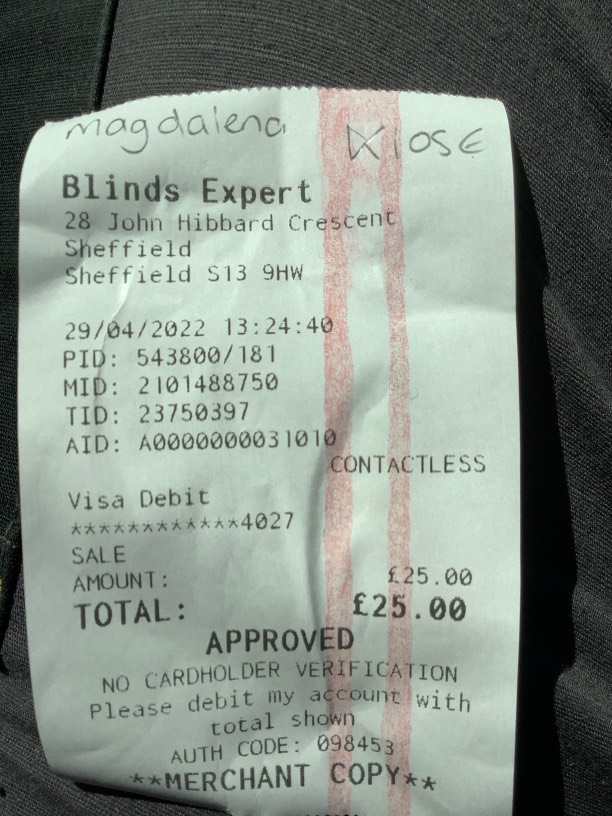 magdalena KlosE
Blinds Expert
28 John Hibbard Crescent
Sheffield
Sheffield S13 9HW
29/04/2022 13:24:40
PID: 543800/181
MID: 2101488750
TID: 23750397
AID: A0000000031010
CONTACTLESS
Visa Debit
************4027
SALE
AMOUNT: £25.00
TOTAL: £25.00
APPROVED
NO CARDHOLDER VERIFICATION
Please debit my account with
total shown
AUTH CODE: 098453
**MERCHANT COPY**